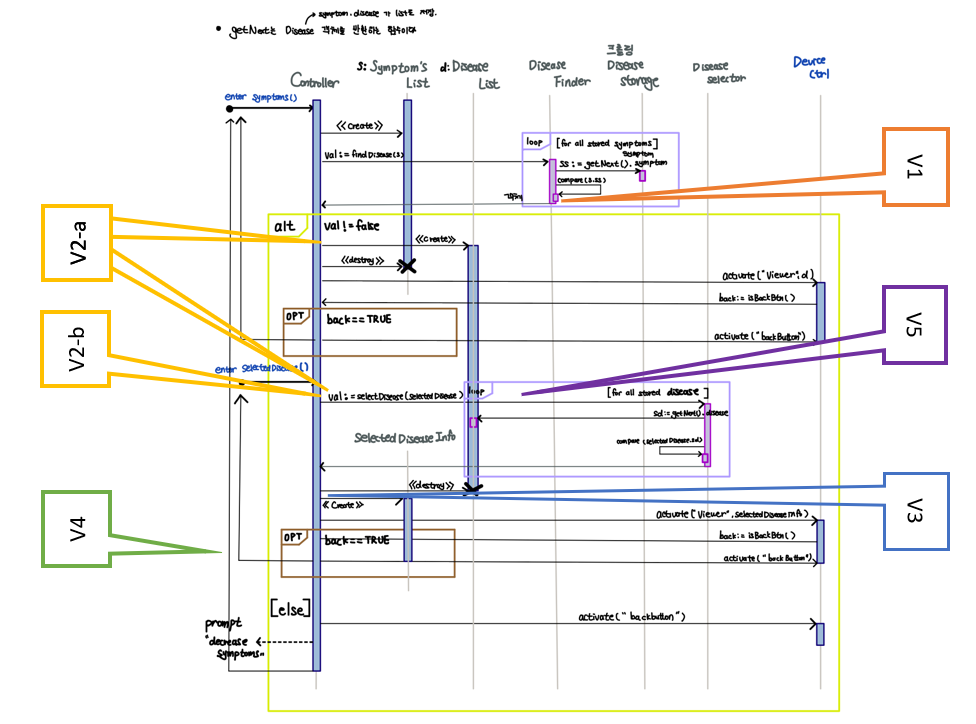 symptom.disease 가 list로 저장.
• getNext는 Disease 객체를 반환하는 함수이다
Controller
S: Symptom's List
d: Disease List
Disease Finder
크롤링 Disease storage
Disease selector
Device Ctrl
enter symptoms()
<<Create>>
loop
[for all stored symptoms]
val := findDisease(s)
ss := getNext().symptom
compare(s.ss)
V1
alt
val != false
<<Create>>
V2-a
<<destroy>>
activate("Viewer", d)
back := isBackBtn()
OPT
back == TRUE
activate("backButton")
V2-b
V5
enter selectedDisease()
loop
[for all stored disease]
val := selectDisease(selectedDisease)
sd := getNext().disease
Selected Disease Info
compare(selectedDisease.sd)
<<destroy>>
V3
V4
<<Create>>
activate("Viewer", selectedDisease Info)
OPT
back == TRUE
back := isBackBtn()
activate("backButton")
[else]
activate("backbutton")
prompt
"decrease
symptoms"